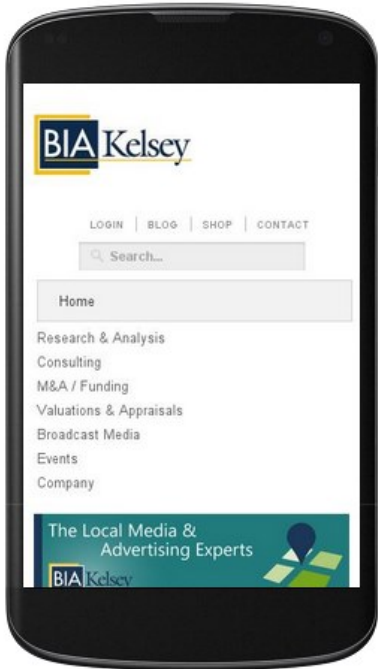 BIA Kelsey
LOGIN | BLOG | SHOP | CONTACT
Search...
Home
Research & Analysis
Consulting
M&A / Funding
Valuations & Appraisals
Broadcast Media
Events
Company
The Local Media &
Advertising Experts
BIA Kelsey